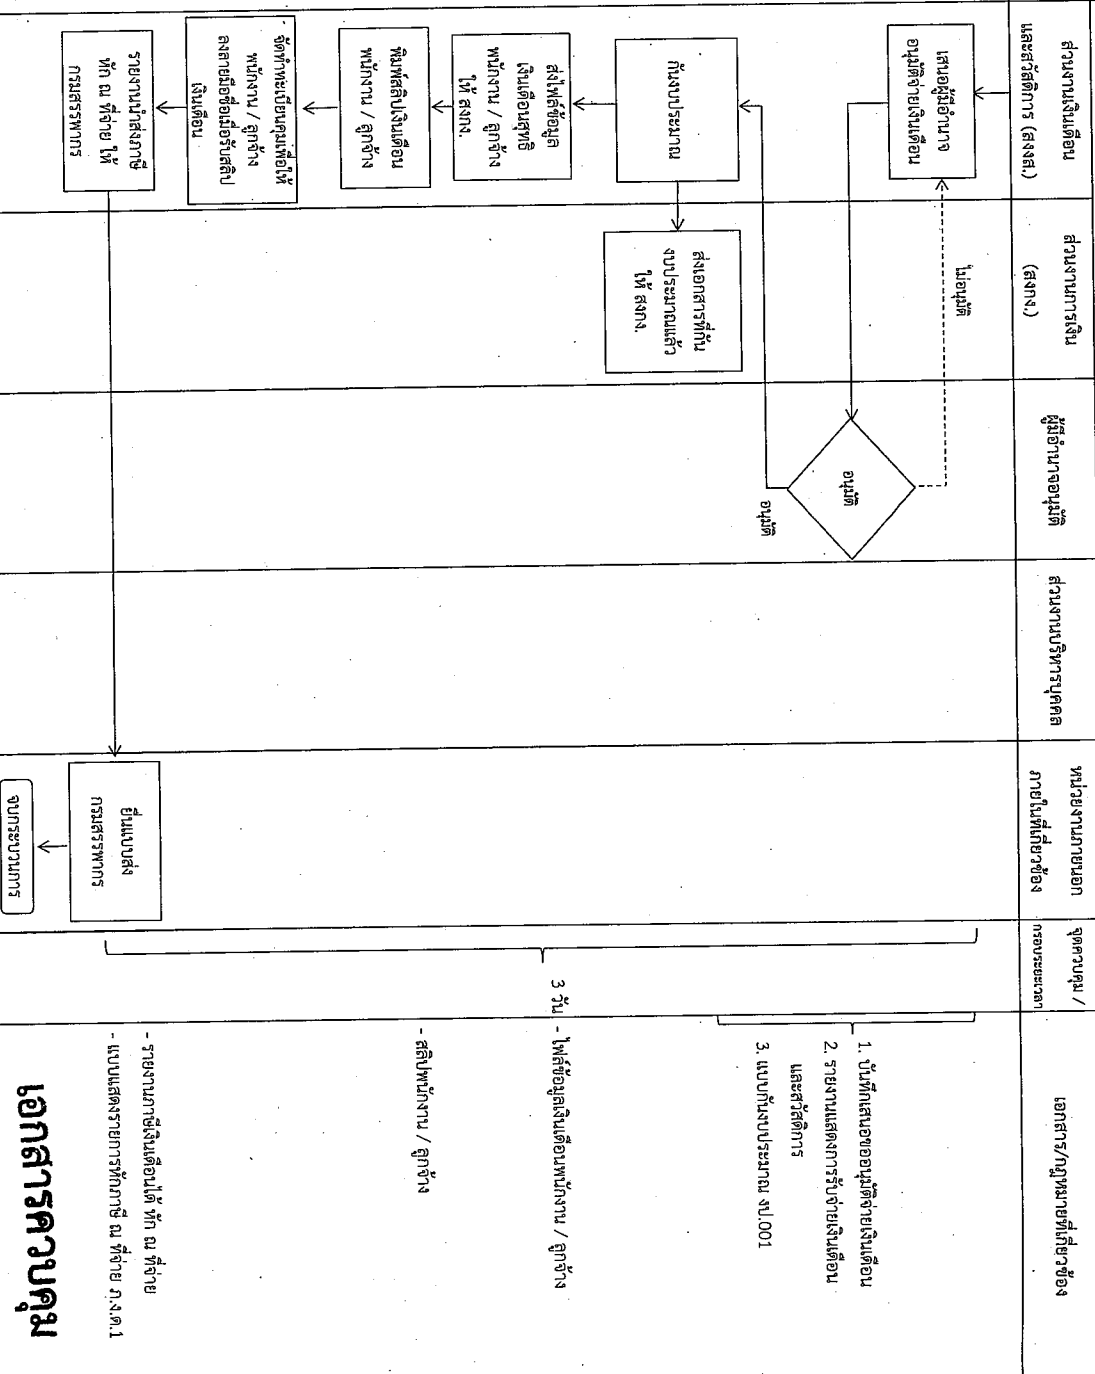 ส่วนงานเงินเดือน
และสวัสดิการ (สงงส.)
ส่วนงานการเงิน
(สงกง.)
ผู้มีอำนาจอนุมัติ
ส่วนงานบริหารบุคคล
หน่วยงานภายนอก
ภายในที่เกี่ยวข้อง
จุดควบคุม /
กรอบระยะเวลา
เอกสาร/กฎหมายที่เกี่ยวข้อง
เสนอผู้มีอำนาจ
อนุมัติจ่ายเงินเดือน
ไม่อนุมัติ
อนุมัติ
อนุมัติ
1. บันทึกเสนอขออนุมัติจ่ายเงินเดือน
2. รายงานแสดงการรับจ่ายเงินเดือน
และสวัสดิการ
3. แบบกันงบประมาณ งป.001
กันงบประมาณ
ส่งเอกสารที่กัน
งบประมาณแล้ว
ให้ สงกง.
ส่งไฟล์ข้อมูล
เงินเดือนสุทธิ
พนักงาน / ลูกจ้าง
ให้ สงกง.
3 วัน
- ไฟล์ข้อมูลเงินเดือนพนักงาน / ลูกจ้าง
พิมพ์สลิปเงินเดือน
พนักงาน / ลูกจ้าง
- สลิปพนักงาน / ลูกจ้าง
จัดทำทะเบียนคุมเพื่อให้
พนักงาน / ลูกจ้าง
ลงลายมือชื่อเมื่อรับสลิป
เงินเดือน
รายงานนำส่งภาษี
หัก ณ ที่จ่าย ให้
กรมสรรพากร
ยื่นแบบส่ง
กรมสรรพากร
- รายงานภาษีเงินเดือนได้ หัก ณ ที่จ่าย
- แบบแสดงรายการหักภาษี ณ ที่จ่าย ภ.ง.ด.1
จบกระบวนการ
เอกสารควบคุม